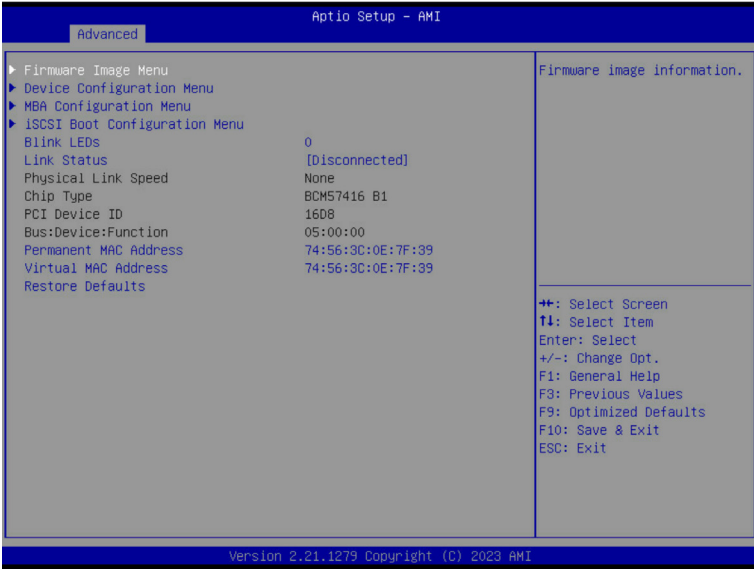 Aptio Setup – AMI
Advanced
▶ Firmware Image Menu
▶ Device Configuration Menu
▶ MBA Configuration Menu
▶ iSCSI Boot Configuration Menu
Blink LEDs 0
Link Status [Disconnected]
Physical Link Speed None
Chip Type BCM57416 B1
PCI Device ID 16D8
Bus:Device:Function 05:00:00
Permanent MAC Address 74:56:3C:0E:7F:39
Virtual MAC Address 74:56:3C:0E:7F:39
Restore Defaults
Firmware image information.
→←: Select Screen
↑↓: Select Item
Enter: Select
+/-: Change Opt.
F1: General Help
F3: Previous Values
F9: Optimized Defaults
F10: Save & Exit
ESC: Exit
Version 2.21.1279 Copyright (C) 2023 AMI